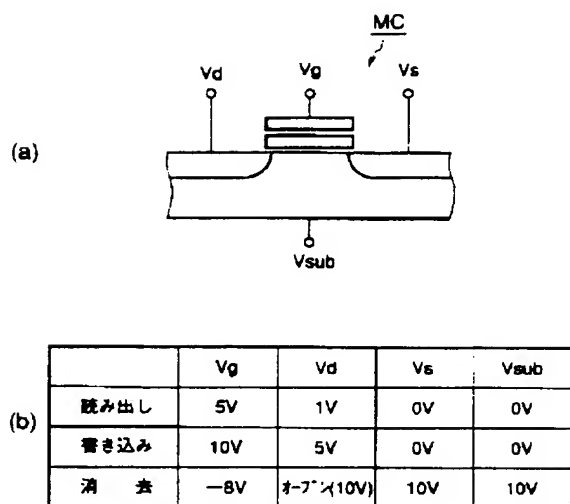 MC
Vd Vg Vs
(a)
Vsub
(b)
Vg Vd Vs Vsub
読み出し 5V 1V 0V 0V
書き込み 10V 5V 0V 0V
消 去 —8V オープン(10V) 10V 10V